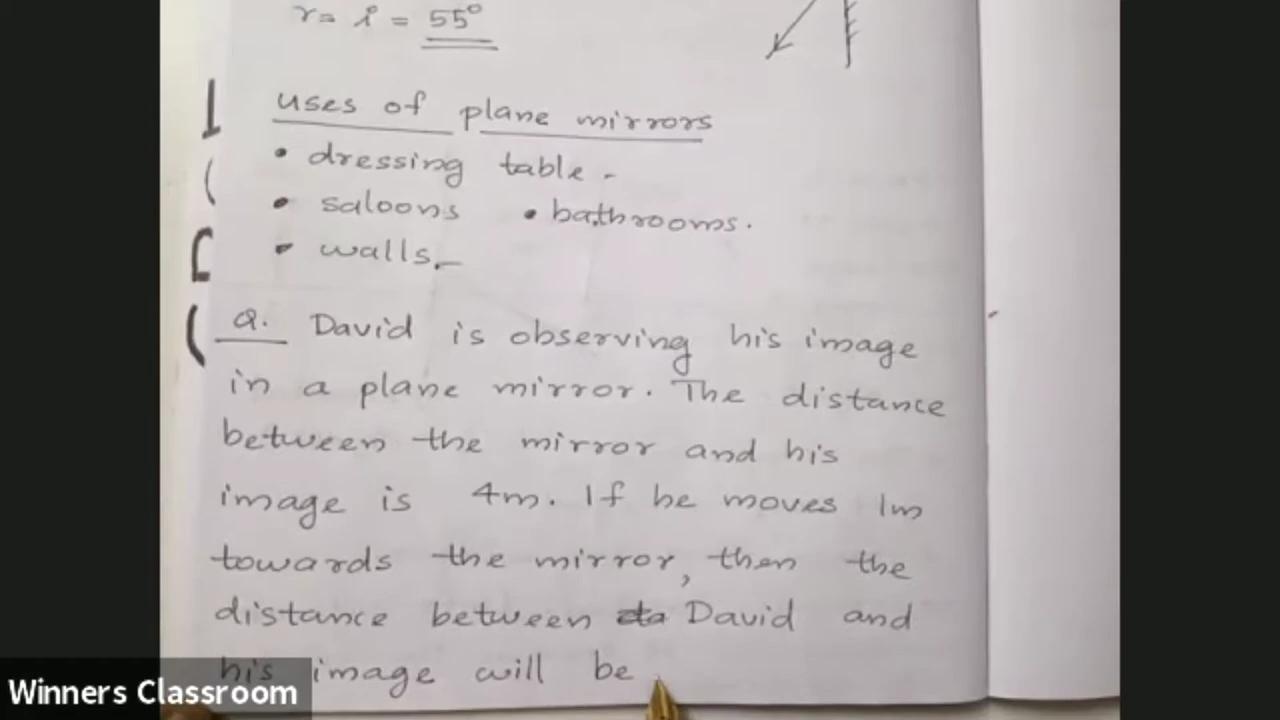 r= i = 55°
uses of plane mirrors
• dressing table -
• saloons • bathrooms.
• walls
Q. David is observing his image
in a plane mirror. The distance
between the mirror and his
image is 4m. If he moves 1m
towards the mirror, then the
distance between David and
his image will be
Winners Classroom